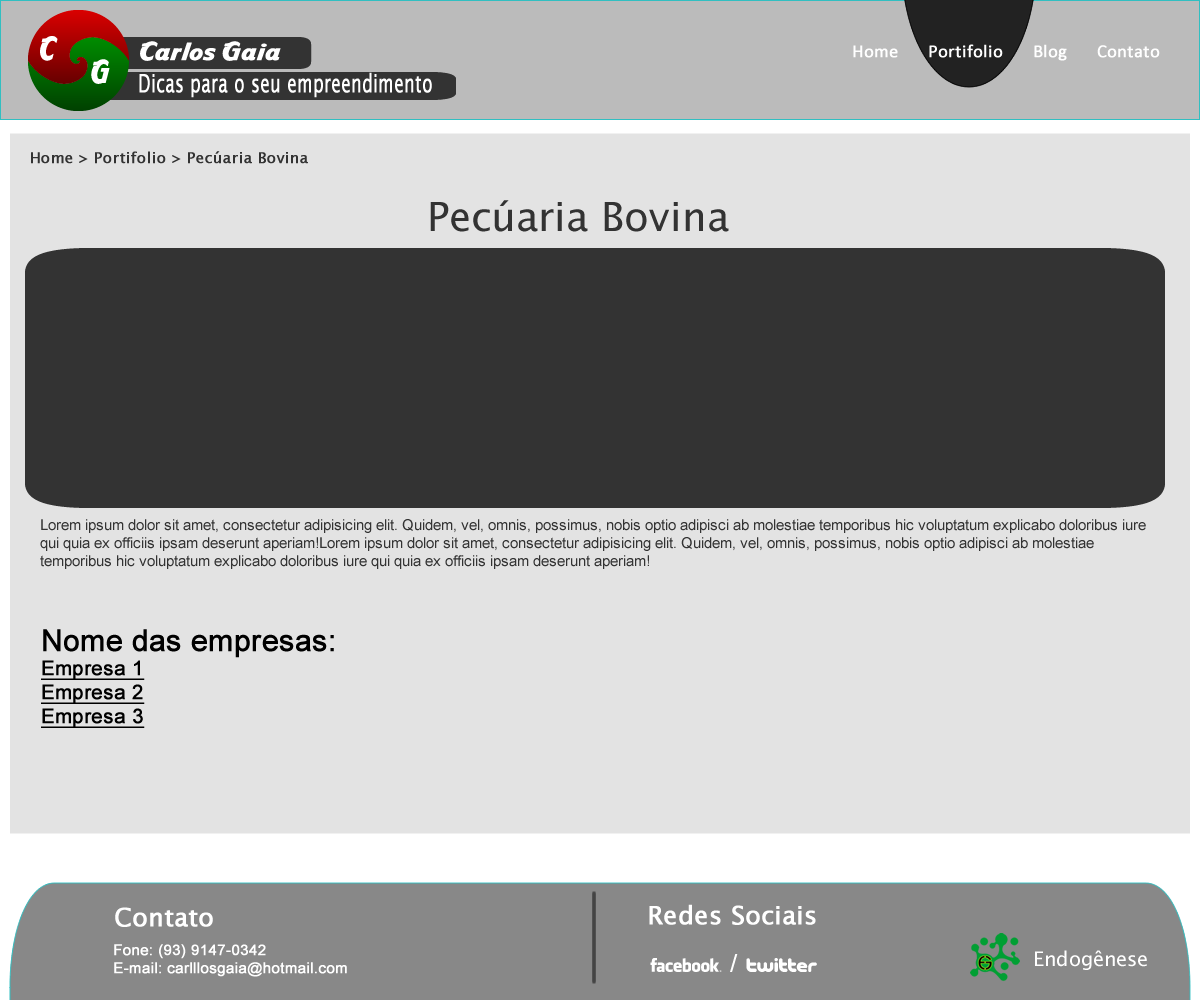 C G
Carlos Gaia
Dicas para o seu empreendimento
Home Portifolio Blog Contato
Home > Portifolio > Pecúaria Bovina
Pecúaria Bovina
Lorem ipsum dolor sit amet, consectetur adipisicing elit. Quidem, vel, omnis, possimus, nobis optio adipisci ab molestiae temporibus hic voluptatum explicabo doloribus iure
qui quia ex officiis ipsam deserunt aperiam!Lorem ipsum dolor sit amet, consectetur adipisicing elit. Quidem, vel, omnis, possimus, nobis optio adipisci ab molestiae
temporibus hic voluptatum explicabo doloribus iure qui quia ex officiis ipsam deserunt aperiam!
Nome das empresas:
Empresa 1
Empresa 2
Empresa 3
Contato
Fone: (93) 9147-0342
E-mail: carlllosgaia@hotmail.com
Redes Sociais
facebook. / twitter
Endogênese